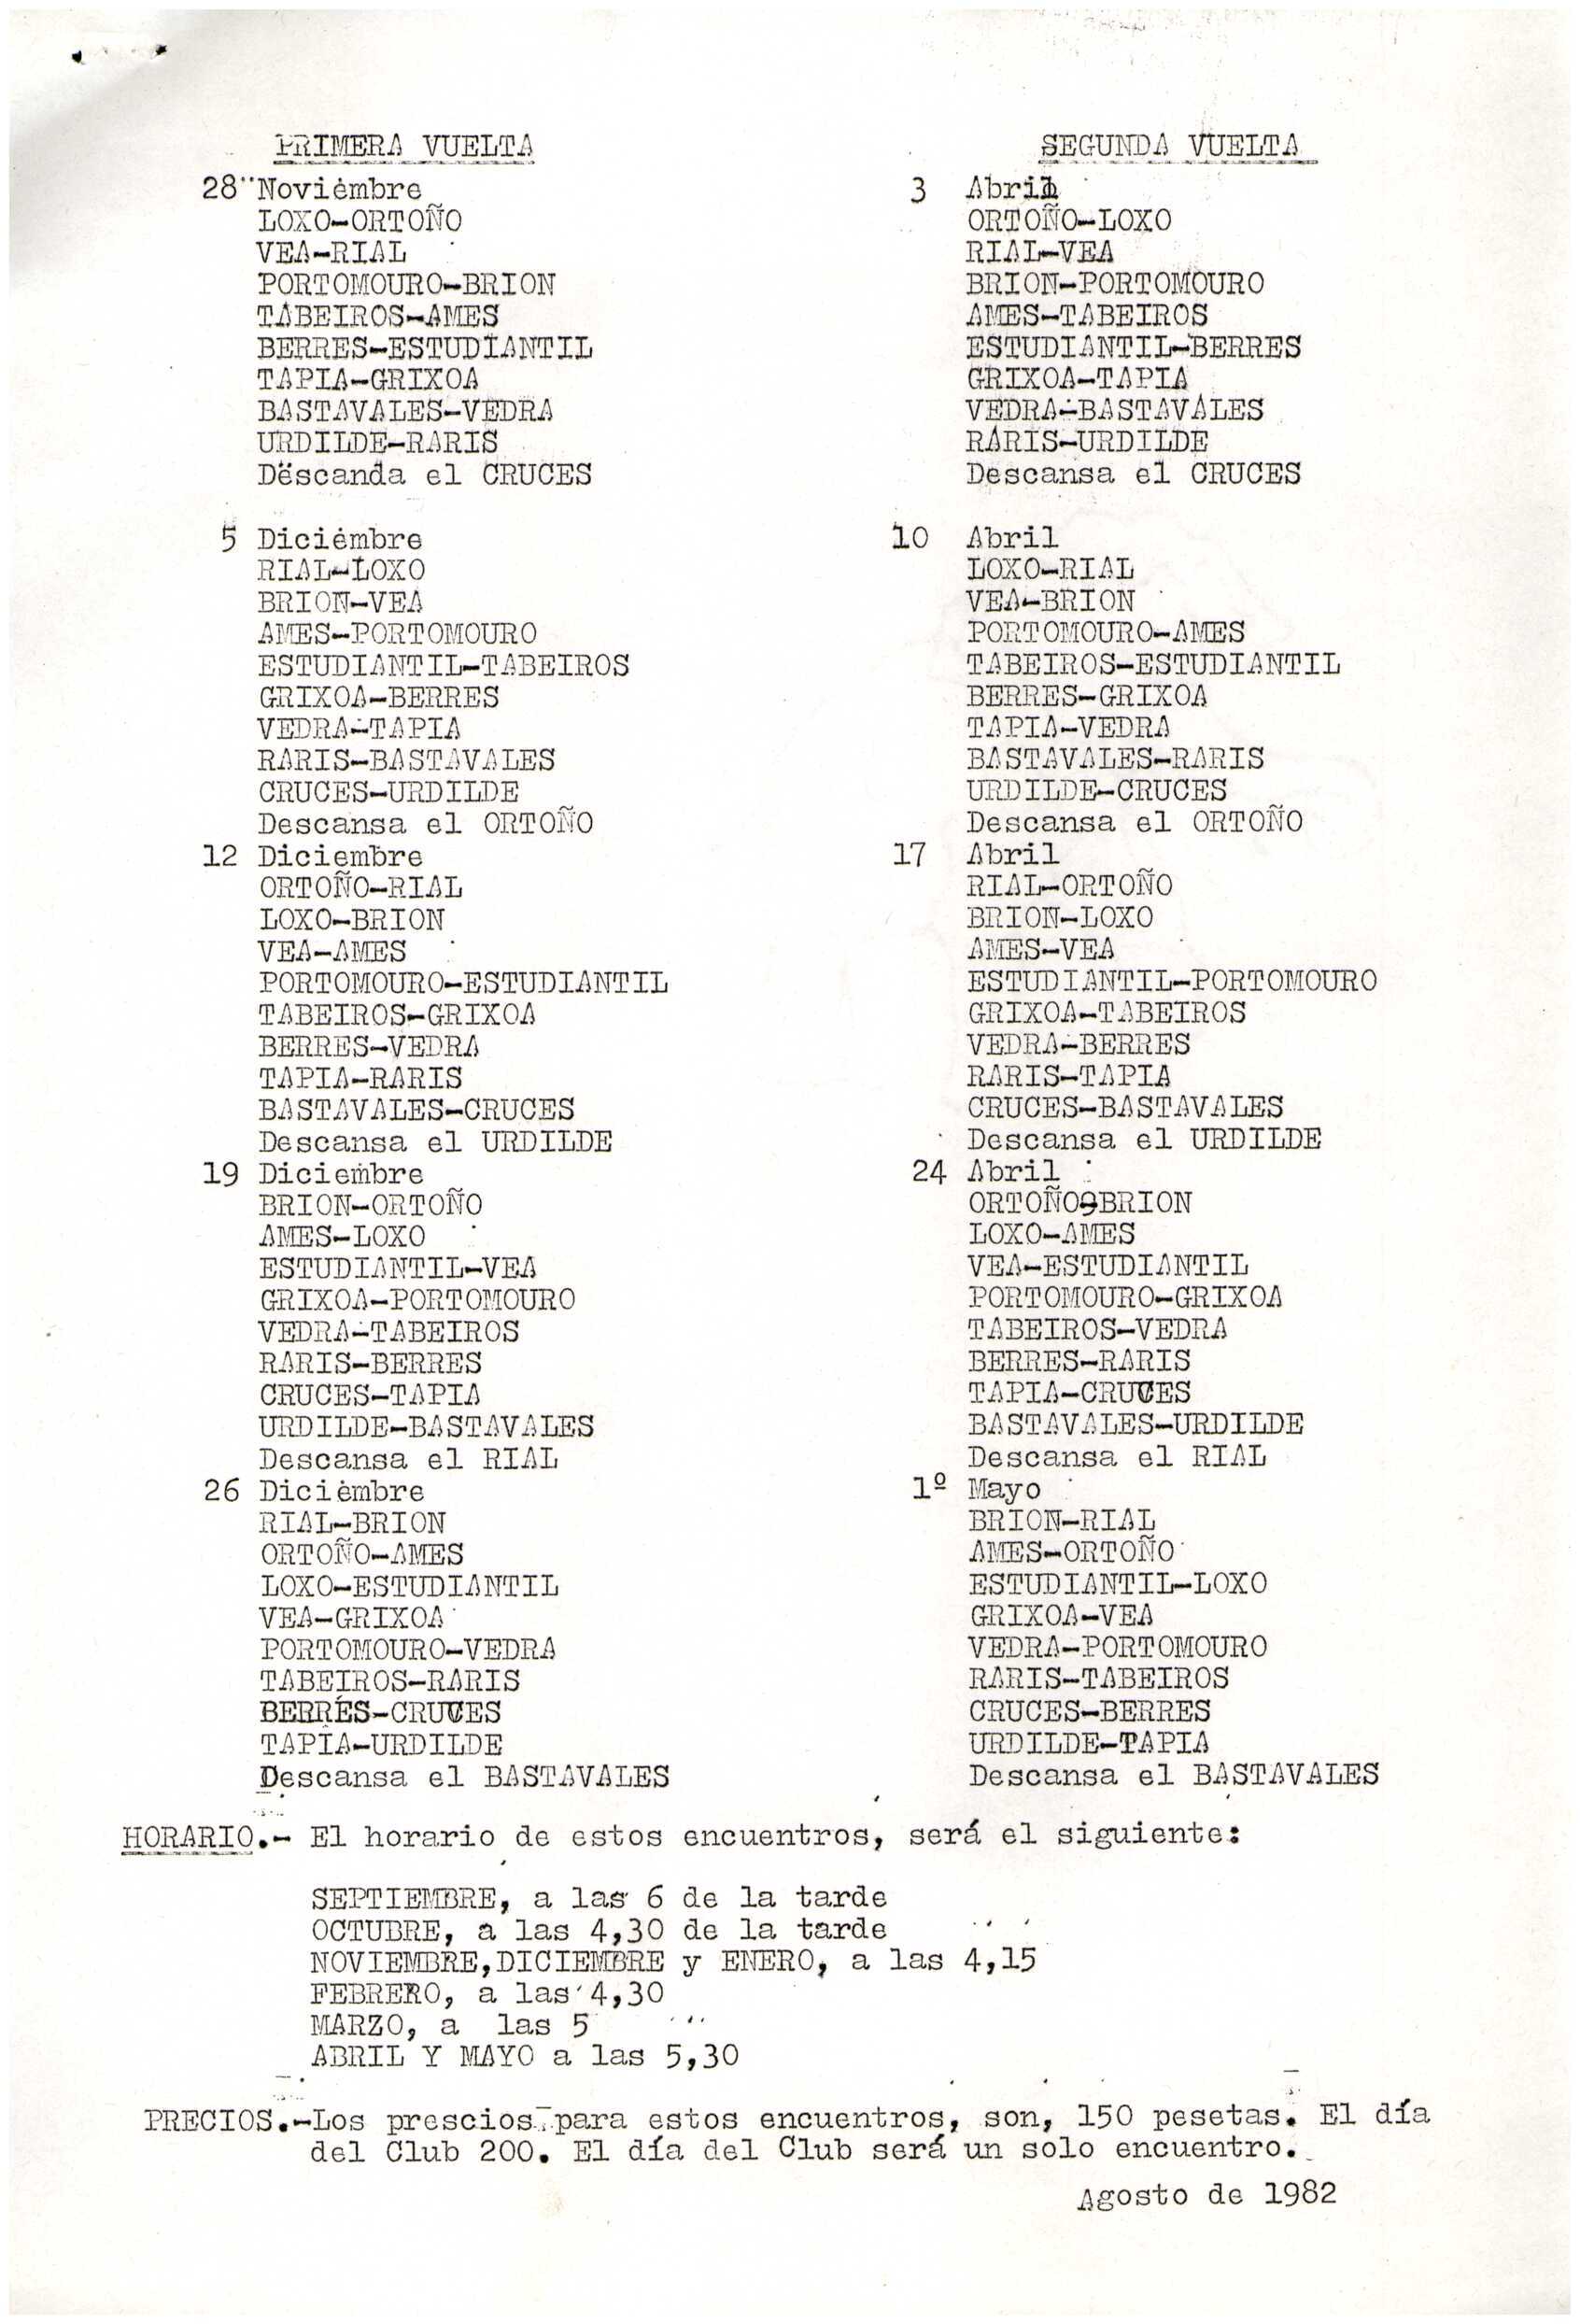 PRIMERA VUELTA
28 Noviembre
LOXO-ORTOÑO
VEA-RIAL
PORTOMOURO-BRION
TABEIROS-AMES
BERRES-ESTUDIANTIL
TAPIA-GRIXOA
BASTAVALES-VEDRA
URDILDE-RARIS
Descanda el CRUCES
5 Diciembre
RIAL-LOXO
BRION-VEA
AMES-PORTOMOURO
ESTUDIANTIL-TABEIROS
GRIXOA-BERRES
VEDRA-TAPIA
RARIS-BASTAVALES
CRUCES-URDILDE
Descansa el ORTOÑO
12 Diciembre
ORTOÑO-RIAL
LOXO-BRION
VEA-AMES
PORTOMOURO-ESTUDIANTIL
TABEIROS-GRIXOA
BERRES-VEDRA
TAPIA-RARIS
BASTAVALES-CRUCES
Descansa el URDILDE
19 Diciembre
BRION-ORTOÑO
AMES-LOXO
ESTUDIANTIL-VEA
GRIXOA-PORTOMOURO
VEDRA-TABEIROS
RARIS-BERRES
CRUCES-TAPIA
URDILDE-BASTAVALES
Descansa el RIAL
26 Diciembre
RIAL-BRION
ORTOÑO-AMES
LOXO-ESTUDIANTIL
VEA-GRIXOA
PORTOMOURO-VEDRA
TABEIROS-RARIS
BERRES-CRUCES
TAPIA-URDILDE
Descansa el BASTAVALES
SEGUNDA VUELTA
3 Abril
ORTOÑO-LOXO
RIAL-VEA
BRION-PORTOMOURO
AMES-TABEIROS
ESTUDIANTIL-BERRES
GRIXOA-TAPIA
VEDRA-BASTAVALES
RARIS-URDILDE
Descansa el CRUCES
10 Abril
LOXO-RIAL
VEA-BRION
PORTOMOURO-AMES
TABEIROS-ESTUDIANTIL
BERRES-GRIXOA
TAPIA-VEDRA
BASTAVALES-RARIS
URDILDE-CRUCES
Descansa el ORTOÑO
17 Abril
RIAL-ORTOÑO
BRION-LOXO
AMES-VEA
ESTUDIANTIL-PORTOMOURO
GRIXOA-TABEIROS
VEDRA-BERRES
RARIS-TAPIA
CRUCES-BASTAVALES
Descansa el URDILDE
24 Abril
ORTOÑO-BRION
LOXO-AMES
VEA-ESTUDIANTIL
PORTOMOURO-GRIXOA
TABEIROS-VEDRA
BERRES-RARIS
TAPIA-CRUCES
BASTAVALES-URDILDE
Descansa el RIAL
1º Mayo
BRION-RIAL
AMES-ORTOÑO
ESTUDIANTIL-LOXO
GRIXOA-VEA
VEDRA-PORTOMOURO
RARIS-TABEIROS
CRUCES-BERRES
URDILDE-TAPIA
Descansa el BASTAVALES
HORARIO.- El horario de estos encuentros, será el siguiente:
SEPTIEMBRE, a las 6 de la tarde
OCTUBRE, a las 4,30 de la tarde
NOVIEMBRE,DICIEMBRE y ENERO, a las 4,15
FEBRERO, a las 4,30
MARZO, a las 5
ABRIL Y MAYO a las 5,30
PRECIOS.-Los prescios para estos encuentros, son, 150 pesetas. El día
del Club 200. El día del Club será un solo encuentro.
Agosto de 1982